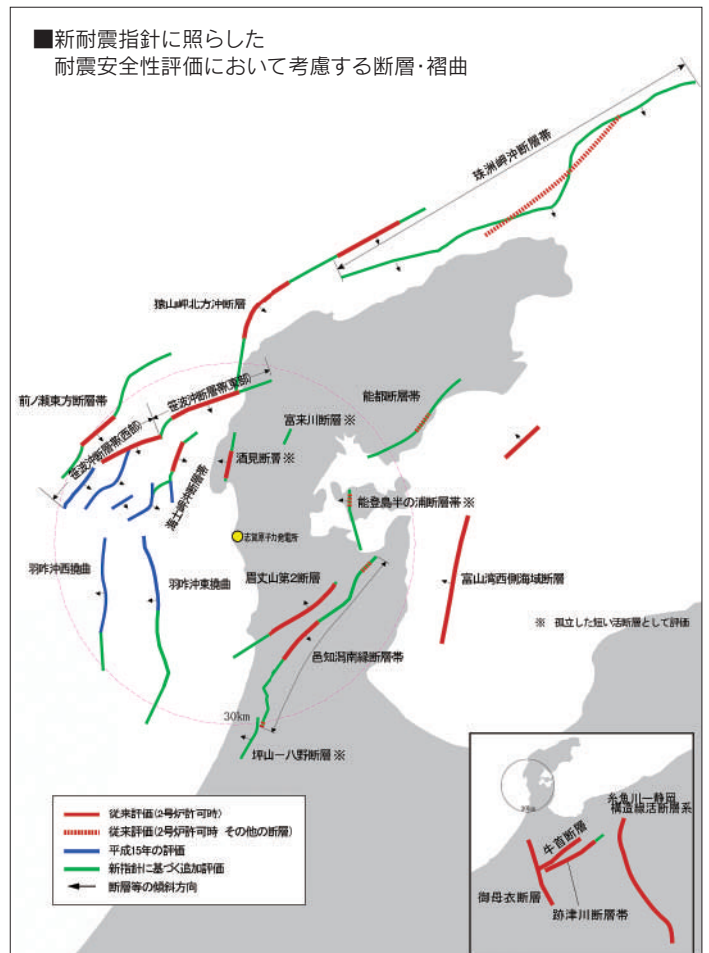 ■新耐震指針に照らした
耐震安全性評価において考慮する断層･褶曲
珠洲岬沖断層帯
猿山岬北方沖断層
前ノ瀬東方断層帯
笹波沖断層帯(東部)
笹波沖断層帯(西部)
能都断層帯
富来川断層※
酒見断層※
海士岬沖断層帯
能登島半の浦断層帯※
志賀原子力発電所
羽咋沖西撓曲
羽咋沖東撓曲
眉丈山第2断層
富山湾西側海域断層
※ 孤立した短い活断層として評価
邑知潟南縁断層帯
30km
坪山－八野断層※
従来評価(2号炉許可時)
従来評価(2号炉許可時 その他の断層)
平成15年の評価
新指針に基づく追加評価
断層等の傾斜方向
糸魚川－静岡
構造線活断層系
牛首断層
御母衣断層
跡津川断層帯